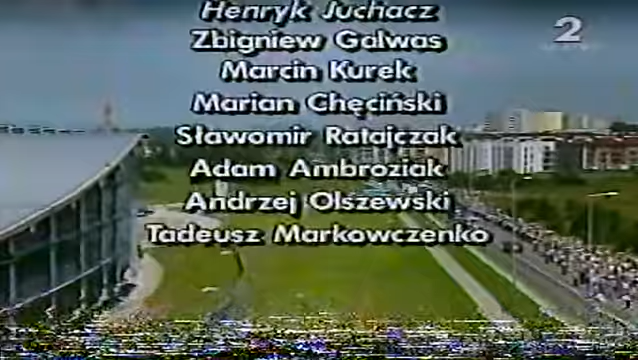 Henryk Juchacz
2
Zbigniew Galwas
Marcin Kurek
Marian Chęciński
Sławomir Ratajczak
Adam Ambroziak
Andrzej Olszewski
Tadeusz Markowczenko